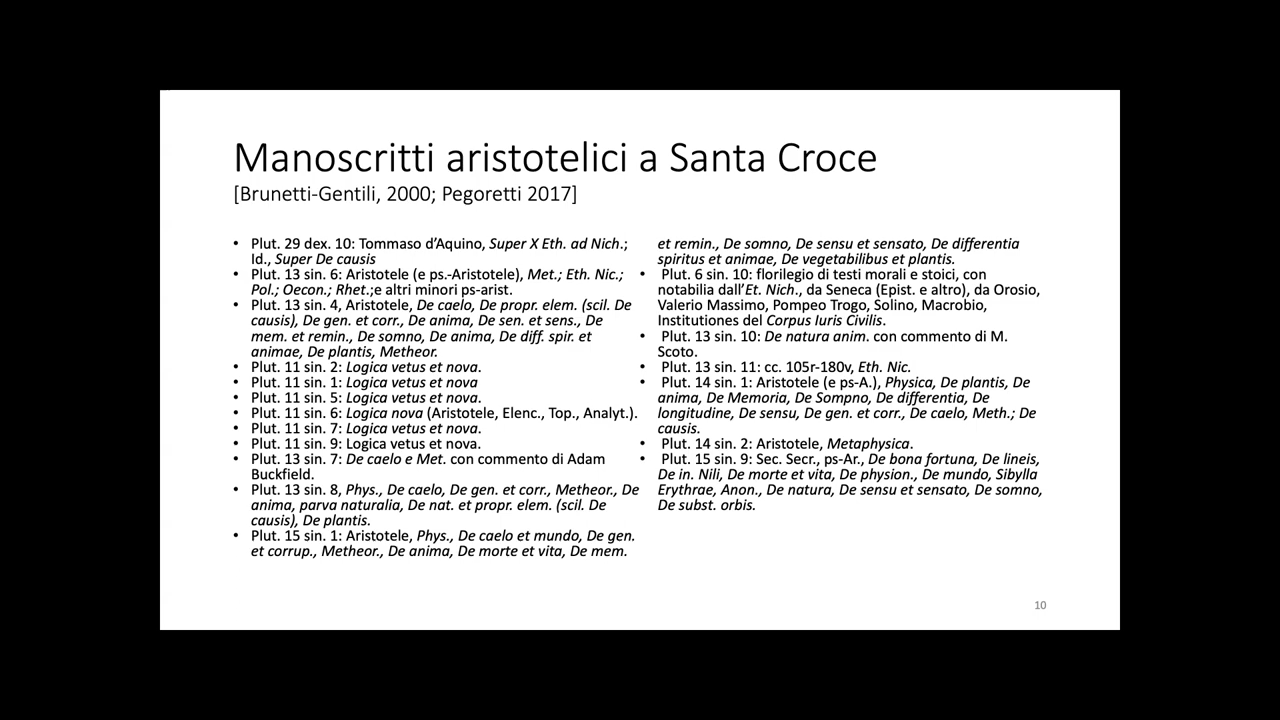 Manoscritti aristotelici a Santa Croce
[Brunetti-Gentili, 2000; Pegoretti 2017]
• Plut. 29 dex. 10: Tommaso d’Aquino, Super X Eth. ad Nich.;
Id., Super De causis
• Plut. 13 sin. 6: Aristotele (e ps.-Aristotele), Met.; Eth. Nic.;
Pol.; Oecon.; Rhet.;e altri minori ps-arist.
• Plut. 13 sin. 4, Aristotele, De caelo, De propr. elem. (scil. De
causis), De gen. et corr., De anima, De sen. et sens., De
mem. et remin., De somno, De anima, De diff. spir. et
animae, De plantis, Metheor.
• Plut. 11 sin. 2: Logica vetus et nova.
• Plut. 11 sin. 1: Logica vetus et nova
• Plut. 11 sin. 5: Logica vetus et nova.
• Plut. 11 sin. 6: Logica nova (Aristotele, Elenc., Top., Analyt.).
• Plut. 11 sin. 7: Logica vetus et nova.
• Plut. 11 sin. 9: Logica vetus et nova.
• Plut. 13 sin. 7: De caelo e Met. con commento di Adam
Buckfield.
• Plut. 13 sin. 8, Phys., De caelo, De gen. et corr., Metheor., De
anima, parva naturalia, De nat. et propr. elem. (scil. De
causis), De plantis.
• Plut. 15 sin. 1: Aristotele, Phys., De caelo et mundo, De gen.
et corrup., Metheor., De anima, De morte et vita, De mem.
et remin., De somno, De sensu et sensato, De differentia
spiritus et animae, De vegetabilibus et plantis.
• Plut. 6 sin. 10: florilegio di testi morali e stoici, con
notabilia dall’Et. Nich., da Seneca (Epist. e altro), da Orosio,
Valerio Massimo, Pompeo Trogo, Solino, Macrobio,
Institutiones del Corpus Iuris Civilis.
• Plut. 13 sin. 10: De natura anim. con commento di M.
Scoto.
• Plut. 13 sin. 11: cc. 105r-180v, Eth. Nic.
• Plut. 14 sin. 1: Aristotele (e ps-A.), Physica, De plantis, De
anima, De Memoria, De Sompno, De differentia, De
longitudine, De sensu, De gen. et corr., De caelo, Meth.; De
causis.
• Plut. 14 sin. 2: Aristotele, Metaphysica.
• Plut. 15 sin. 9: Sec. Secr., ps-Ar., De bona fortuna, De lineis,
De in. Nili, De morte et vita, De physion., De mundo, Sibylla
Erythrae, Anon., De natura, De sensu et sensato, De somno,
De subst. orbis.
10